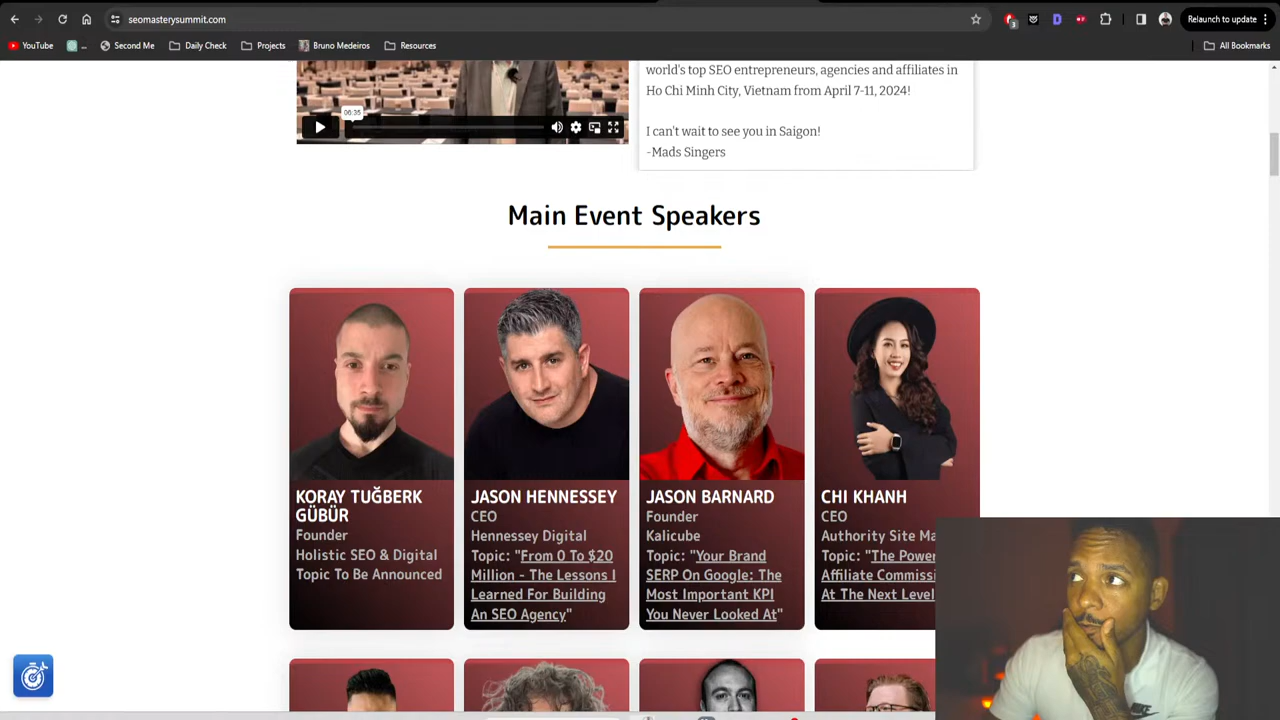 seomasterysummit.com
3
Relaunch to update
YouTube
...
Second Me
Daily Check
Projects
Bruno Medeiros
Resources
All Bookmarks
world's top SEO entrepreneurs, agencies and affiliates in
Ho Chi Minh City, Vietnam from April 7-11, 2024!
06:35
I can't wait to see you in Saigon!
-Mads Singers
Main Event Speakers
KORAY TUĞBERK
GÜBÜR
Founder
Holistic SEO & Digital
Topic To Be Announced
JASON HENNESSEY
CEO
Hennessey Digital
Topic: "From 0 To $20
Million - The Lessons I
Learned For Building
An SEO Agency"
JASON BARNARD
Founder
Kalicube
Topic: "Your Brand
SERP On Google: The
Most Important KPI
You Never Looked At"
CHI KHANH
CEO
Authority Site Ma
Topic: "The Power
Affiliate Commissi
At The Next Level